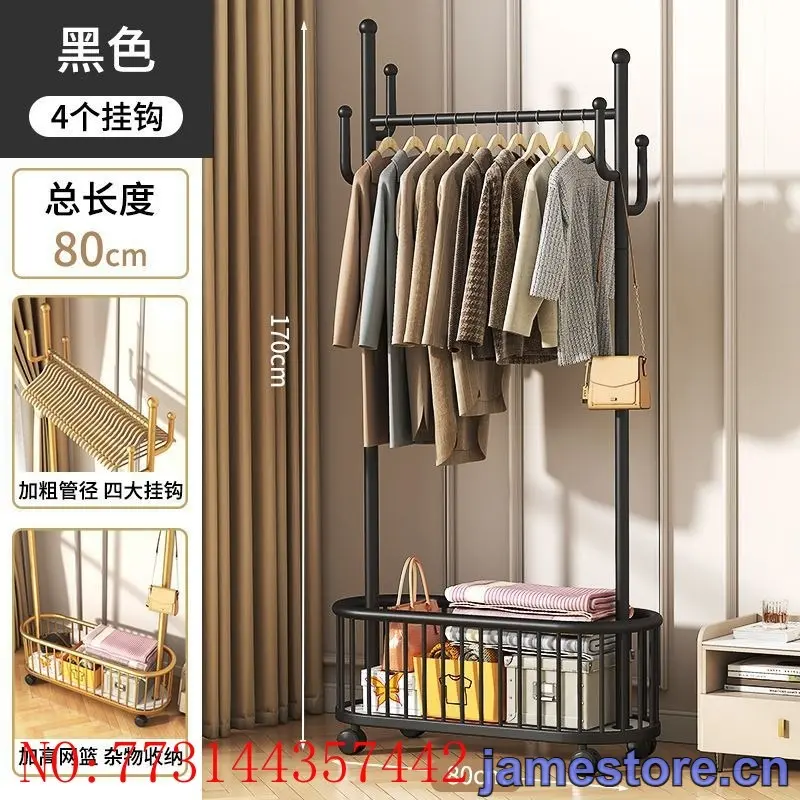 黑色
4个挂钩
总长度
80cm
170cm
加粗管径 四大挂钩
加高网篮 杂物收纳
NO.773144357442
80cm
jamestore.cn